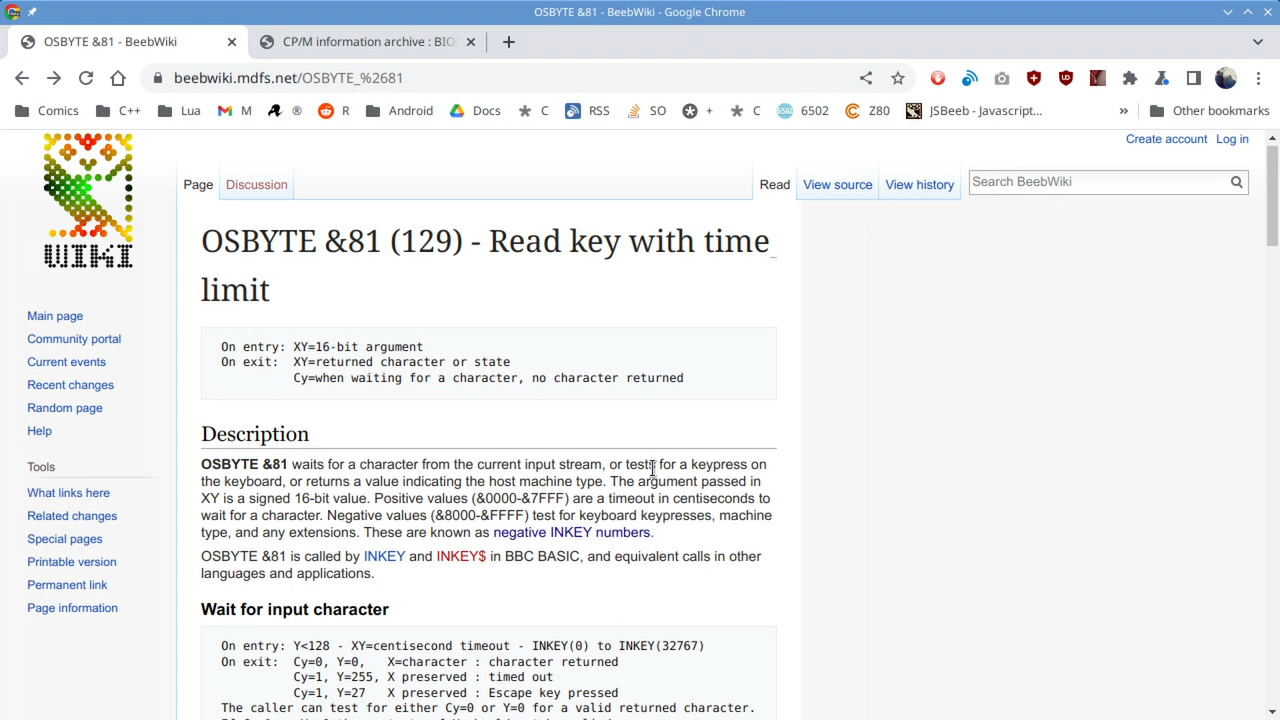 OSBYTE &81 - BeebWiki - Google Chrome
OSBYTE &81 - BeebWiki
CP/M information archive : BIO
beebwiki.mdfs.net/OSBYTE_%2681
Comics C++ Lua M ® R Android Docs C RSS SO + C 6502 Z80 JSBeeb - Javascript... » Other bookmarks
Create account Log in
WIKI
Page Discussion Read View source View history Search BeebWiki
OSBYTE &81 (129) - Read key with time
limit
On entry: XY=16-bit argument
On exit: XY=returned character or state
Cy=when waiting for a character, no character returned
Description
OSBYTE &81 waits for a character from the current input stream, or tests for a keypress on
the keyboard, or returns a value indicating the host machine type. The argument passed in
XY is a signed 16-bit value. Positive values (&0000-&7FFF) are a timeout in centiseconds to
wait for a character. Negative values (&8000-&FFFF) test for keyboard keypresses, machine
type, and any extensions. These are known as negative INKEY numbers.
OSBYTE &81 is called by INKEY and INKEY$ in BBC BASIC, and equivalent calls in other
languages and applications.
Wait for input character
On entry: Y<128 - XY=centisecond timeout - INKEY(0) to INKEY(32767)
On exit: Cy=0, Y=0, X=character : character returned
Cy=1, Y=255, X preserved : timed out
Cy=1, Y=27 X preserved : Escape key pressed
The caller can test for either Cy=0 or Y=0 for a valid returned character.
Main page
Community portal
Current events
Recent changes
Random page
Help
Tools
What links here
Related changes
Special pages
Printable version
Permanent link
Page information